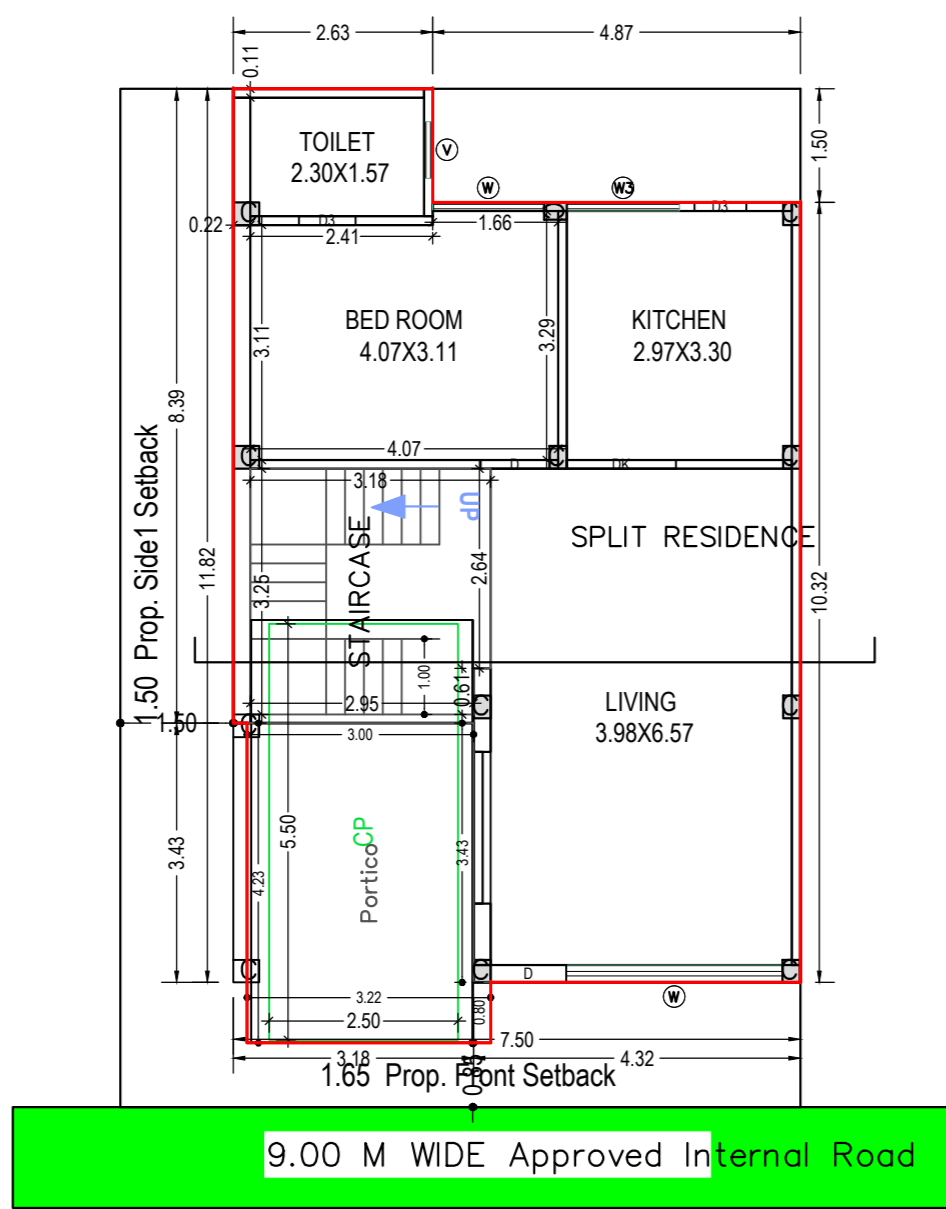 2.63
4.87
0.11
TOILET
2.30X1.57
V
1.50
W
W3
D3
D3
0.22
2.41
1.66
BED ROOM
4.07X3.11
KITCHEN
2.97X3.30
3.11
3.29
8.39
11.82
4.07
D
DK
3.18
UP
SPLIT RESIDENCE
STAIRCASE
2.64
10.32
3.25
1.50 Prop. Side1 Setback
1.00
0.61
2.95
LIVING
3.98X6.57
1.50
3.00
5.50
CP
Portico
3.43
3.43
4.23
C
C
C
C
C
C
C
C
C
C
C
D
W
3.22
0.80
2.50
7.50
3.18
4.32
1.65 Prop. Front Setback
9.00 M WIDE Approved Internal Road